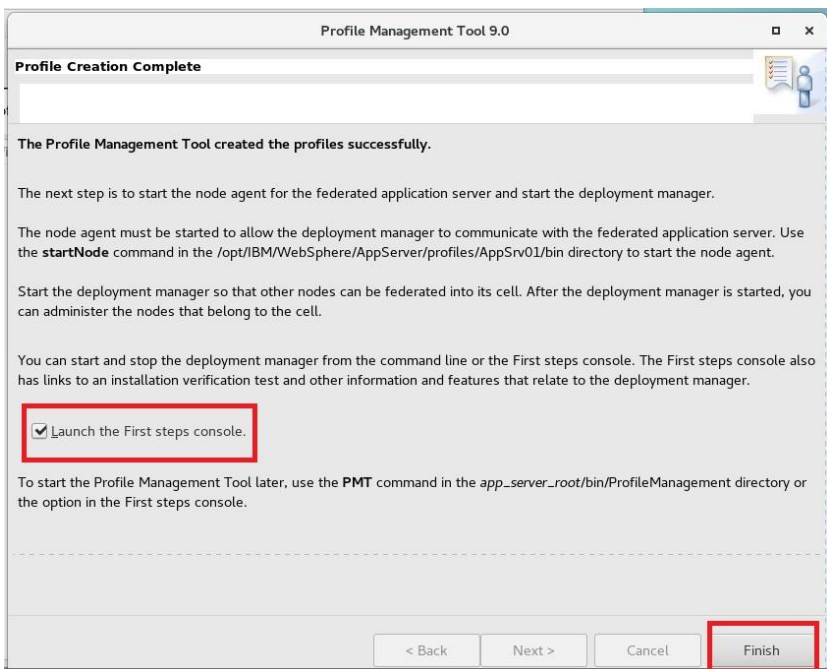 Profile Management Tool 9.0
Profile Creation Complete
The Profile Management Tool created the profiles successfully.
The next step is to start the node agent for the federated application server and start the deployment manager.
The node agent must be started to allow the deployment manager to communicate with the federated application server. Use
the startNode command in the /opt/IBM/WebSphere/AppServer/profiles/AppSrv01/bin directory to start the node agent.
Start the deployment manager so that other nodes can be federated into its cell. After the deployment manager is started, you
can administer the nodes that belong to the cell.
You can start and stop the deployment manager from the command line or the First steps console. The First steps console also
has links to an installation verification test and other information and features that relate to the deployment manager.
Launch the First steps console.
To start the Profile Management Tool later, use the PMT command in the app_server_root/bin/ProfileManagement directory or
the option in the First steps console.
< Back
Next >
Cancel
Finish